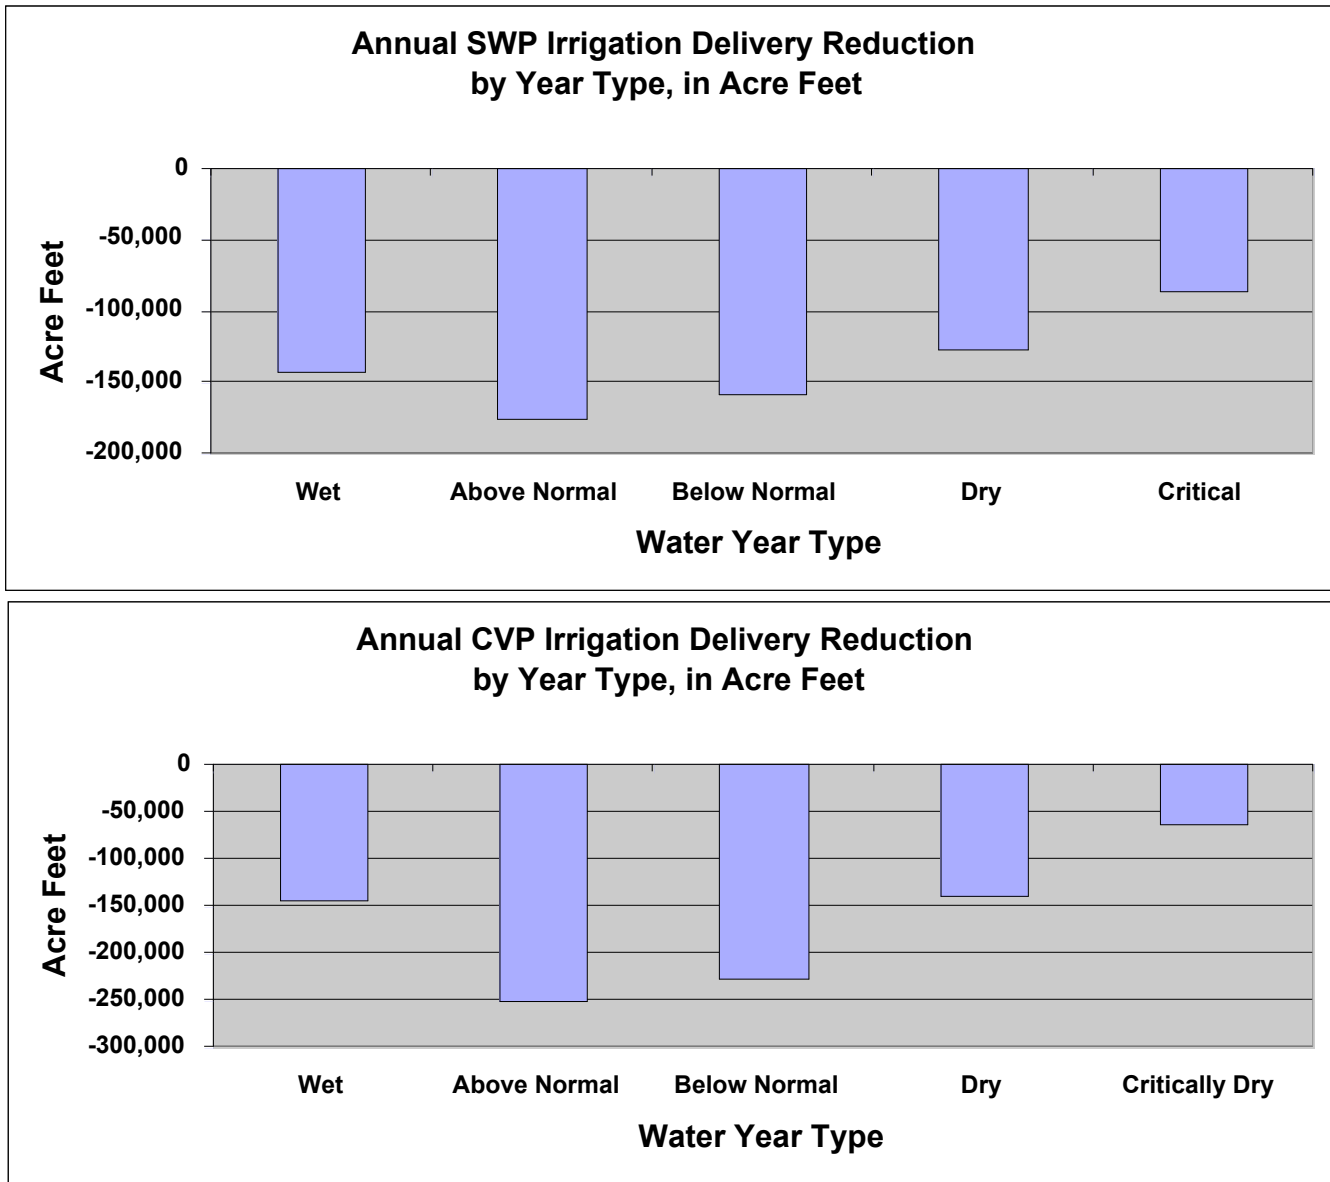 Annual SWP Irrigation Delivery Reduction
by Year Type, in Acre Feet
0
-50,000
-100,000
-150,000
-200,000
Acre Feet
Wet
Above Normal
Below Normal
Dry
Critical
Water Year Type
Annual CVP Irrigation Delivery Reduction
by Year Type, in Acre Feet
0
-50,000
-100,000
-150,000
-200,000
-250,000
-300,000
Acre Feet
Wet
Above Normal
Below Normal
Dry
Critically Dry
Water Year Type